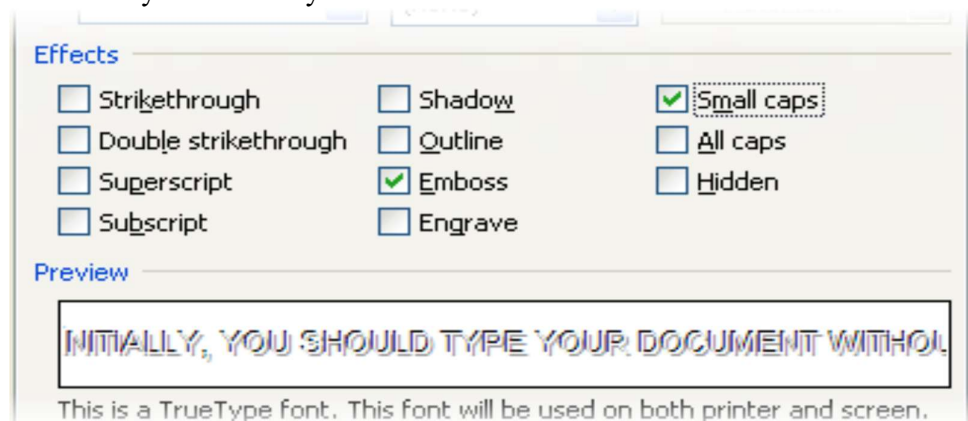 Effects
Strikethrough Shadow Small caps
Double strikethrough Outline All caps
Superscript Emboss Hidden
Subscript Engrave
Preview
NITIALLY, YOU SHOULD TYPE YOUR DOCUMENT WITHOU
This is a TrueType font. This font will be used on both printer and screen.